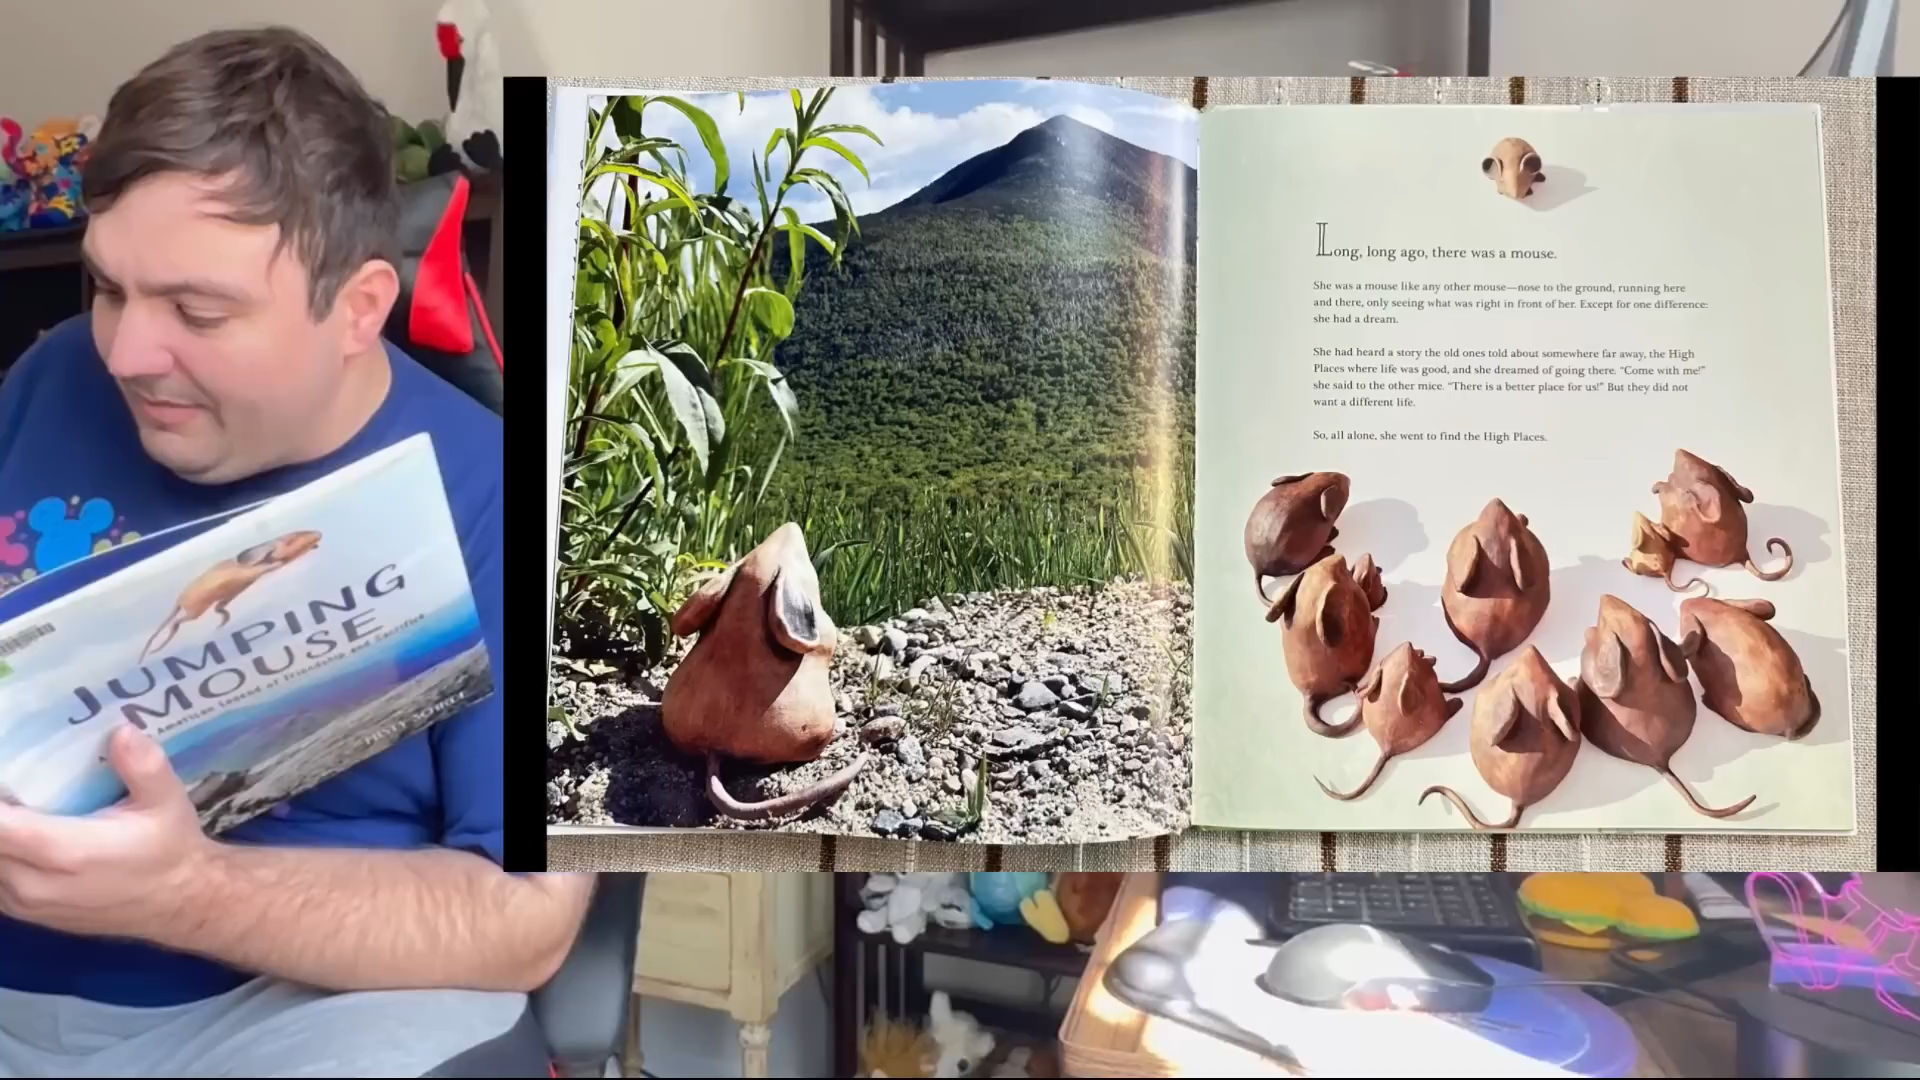 JUMPING
MOUSE
American Legend of Friendship and Sacrifice
Long, long ago, there was a mouse.
She was a mouse like any other mouse—nose to the ground, running here
and there, only seeing what was right in front of her. Except for one difference:
she had a dream.
She had heard a story the old ones told about somewhere far away, the High
Places where life was good, and she dreamed of going there. “Come with me!”
she said to the other mice. “There is a better place for us!” But they did not
want a different life.
So, all alone, she went to find the High Places.